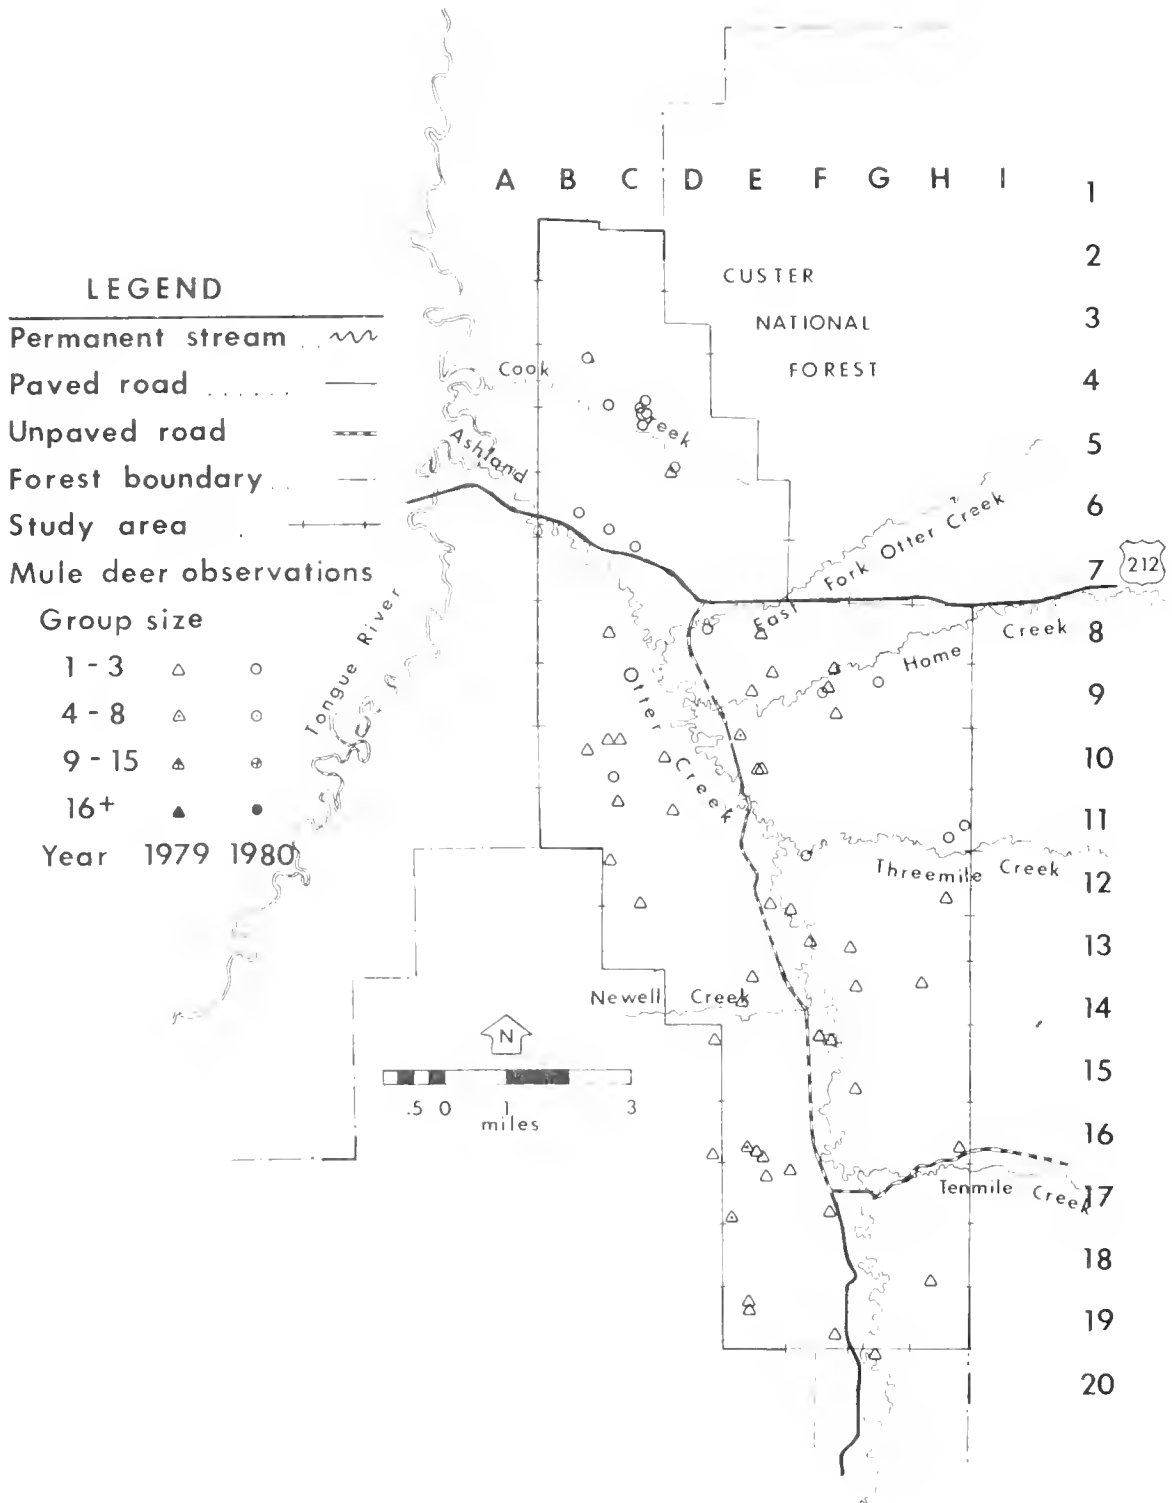 A B C D E F G H I
1
2
3
4
5
6
7
8
9
10
11
12
13
14
15
16
17
18
19
20
CUSTER
NATIONAL
FOREST
LEGEND
Permanent stream ..
Paved road ......
Unpaved road
Forest boundary ..
Study area .
Mule deer observations
Group size
1 - 3
4 - 8
9 - 15
16+
Year 1979 1980
Cook
Creek
Ashland
Tongue River
East Fork Otter Creek
212
Home Creek
Otter Creek
Threemile Creek
Newell Creek
Tenmile Creek
N
.5 0 1 3
miles